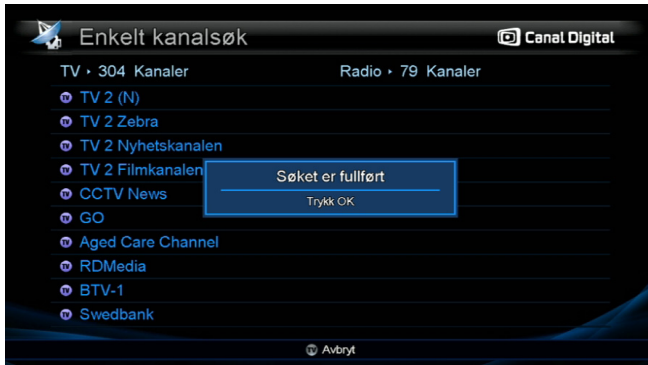 Enkelt kanalsøk
Canal Digital
TV ‣ 304 Kanaler
Radio ‣ 79 Kanaler
TV 2 (N)
TV 2 Zebra
TV 2 Nyhetskanalen
TV 2 Filmkanalen
CCTV News
GO
Aged Care Channel
RDMedia
BTV-1
Swedbank
Søket er fullført
Trykk OK
TV Avbryt